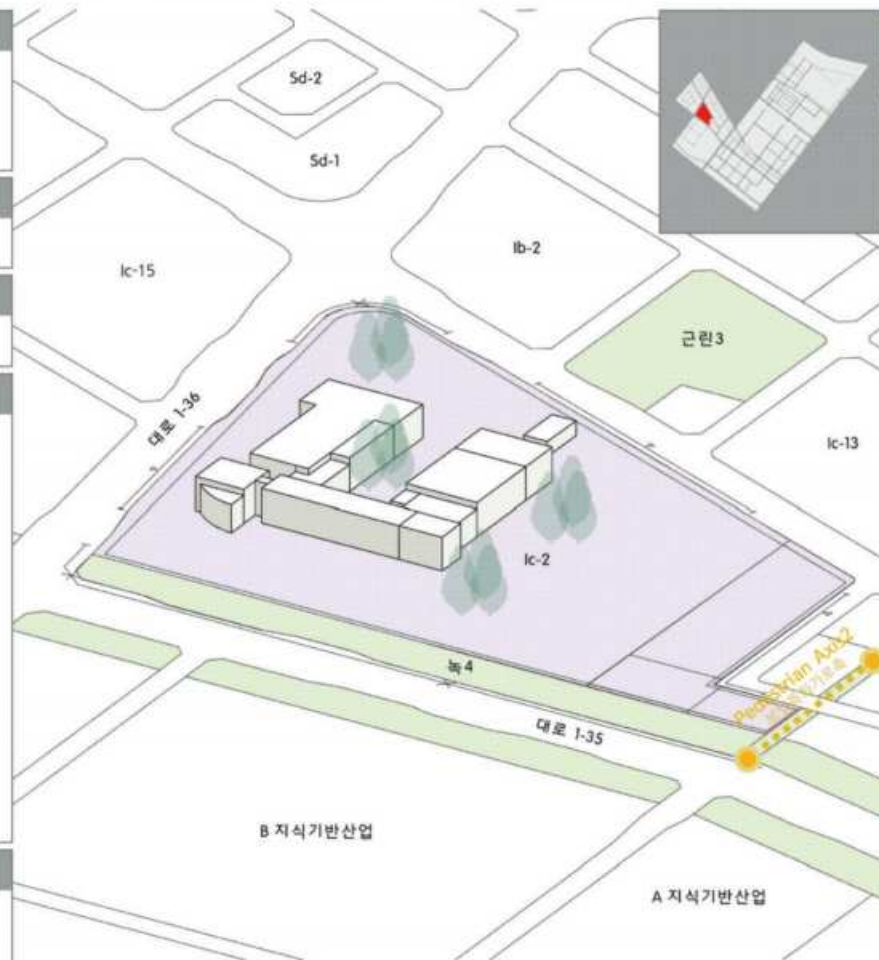 Sd-2
Sd-1
Ib-2
Ic-15
근린3
대로 1-36
Ic-13
Ic-2
녹4
Pedestrian Axis2
대로 1-35
B 지식기반산업
A 지식기반산업